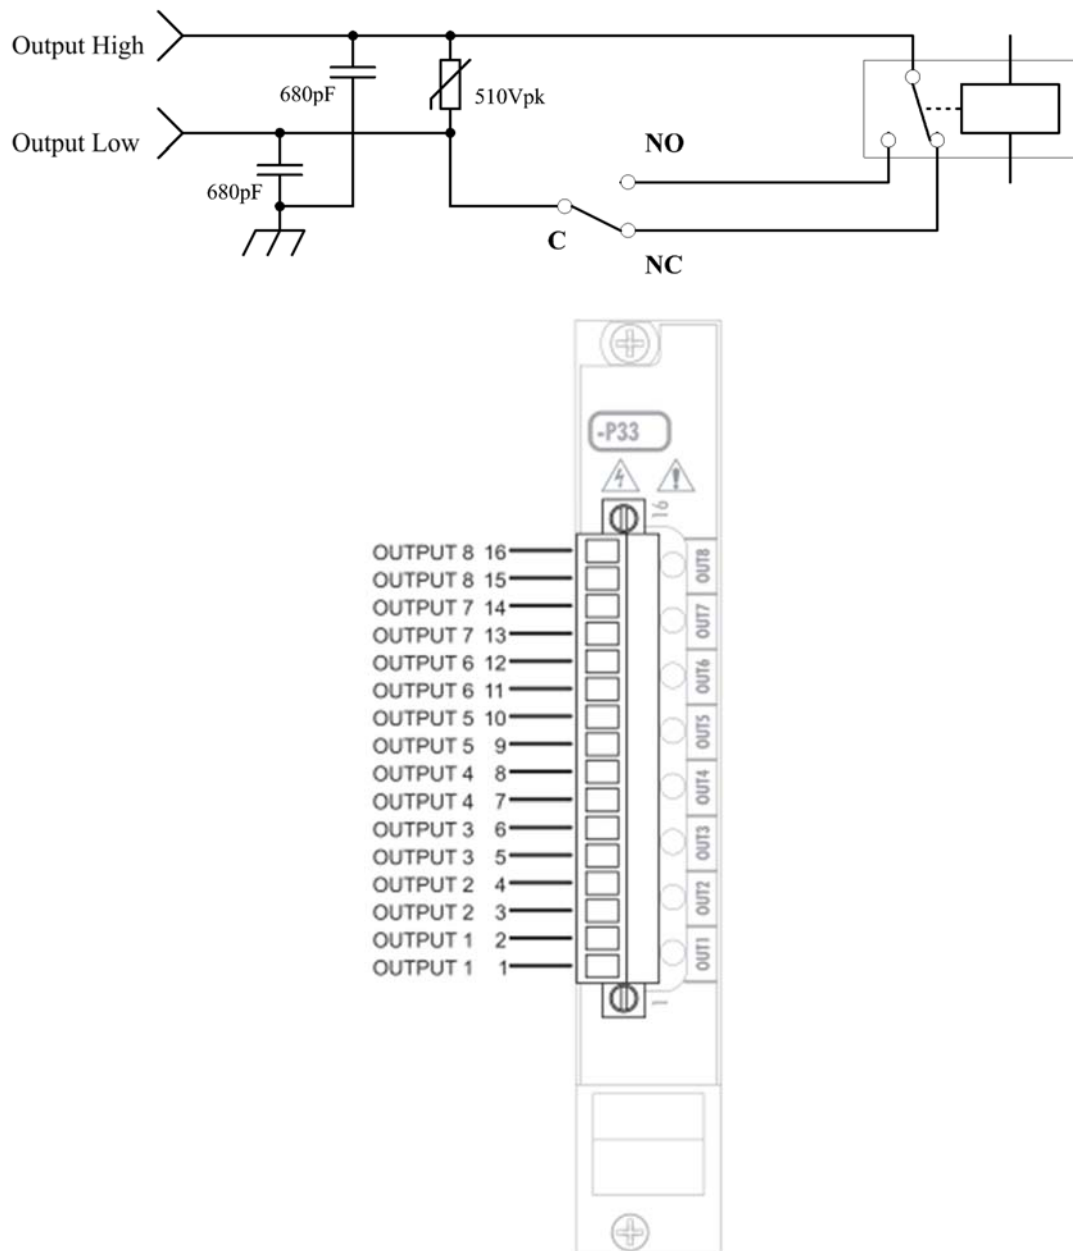 Output High
680pF
510Vpk
Output Low
680pF
NO
C
NC
-P33
16
OUTPUT 8 16
OUTPUT 8 15
OUT8
OUTPUT 7 14
OUTPUT 7 13
OUT7
OUTPUT 6 12
OUTPUT 6 11
OUT6
OUTPUT 5 10
OUTPUT 5 9
OUT5
OUTPUT 4 8
OUTPUT 4 7
OUT4
OUTPUT 3 6
OUTPUT 3 5
OUT3
OUTPUT 2 4
OUTPUT 2 3
OUT2
OUTPUT 1 2
OUTPUT 1 1
OUT1
1